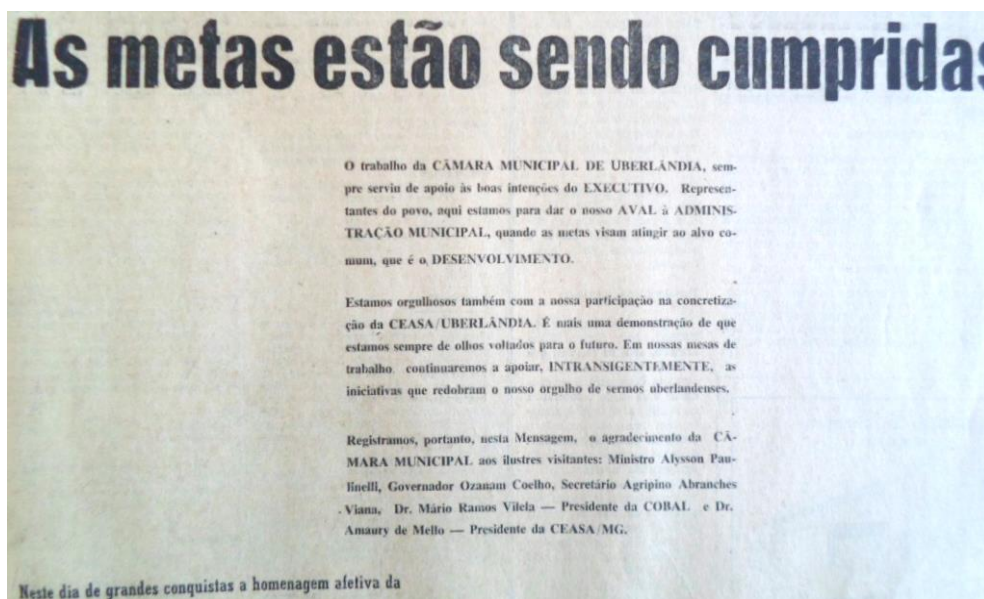 As metas estão sendo cumpridas
O trabalho da CÂMARA MUNICIPAL DE UBERLÂNDIA, sem-
pre serviu de apoio às boas intenções do EXECUTIVO. Represen-
tantes do povo, aqui estamos para dar o nosso AVAL à ADMINIS-
TRAÇÃO MUNICIPAL, quando as metas visam atingir ao alvo co-
mum, que é o DESENVOLVIMENTO.
Estamos orgulhosos também com a nossa participação na concretiza-
ção da CEASA/UBERLÂNDIA. É mais uma demonstração de que
estamos sempre de olhos voltados para o futuro. Em nossas mesas de
trabalho continuaremos a apoiar, INTRANSIGENTEMENTE, as
iniciativas que redobram o nosso orgulho de sermos uberlandenses.
Registramos, portanto, nesta Mensagem, o agradecimento da CÂ-
MARA MUNICIPAL aos ilustres visitantes: Ministro Alysson Pau-
linelli, Governador Ozanam Coelho, Secretário Agripino Abranches
Viana, Dr. Mário Ramos Vilela — Presidente da COBAL e Dr.
Amaury de Mello — Presidente da CEASA/MG.
Neste dia de grandes conquistas a homenagem afetiva da